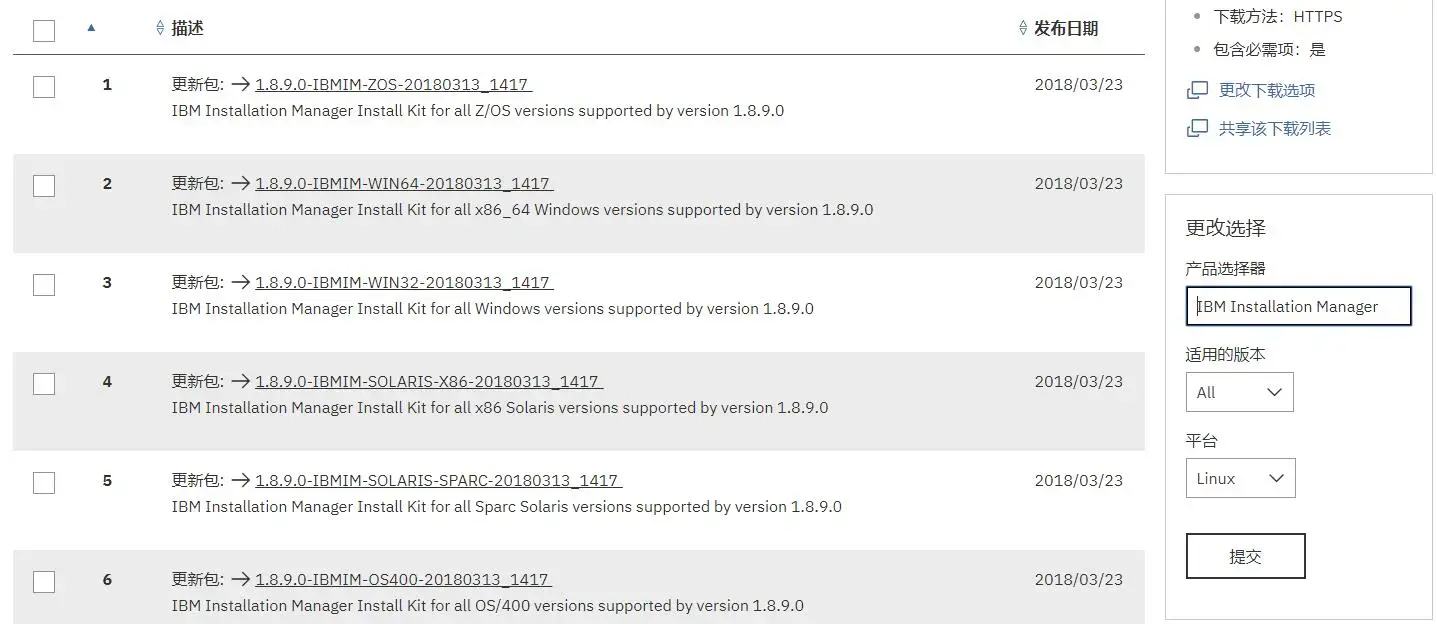 描述 发布日期
1 更新包: → 1.8.9.0-IBMIM-ZOS-20180313_1417 2018/03/23
IBM Installation Manager Install Kit for all Z/OS versions supported by version 1.8.9.0
2 更新包: → 1.8.9.0-IBMIM-WIN64-20180313_1417 2018/03/23
IBM Installation Manager Install Kit for all x86_64 Windows versions supported by version 1.8.9.0
3 更新包: → 1.8.9.0-IBMIM-WIN32-20180313_1417 2018/03/23
IBM Installation Manager Install Kit for all Windows versions supported by version 1.8.9.0
4 更新包: → 1.8.9.0-IBMIM-SOLARIS-X86-20180313_1417 2018/03/23
IBM Installation Manager Install Kit for all x86 Solaris versions supported by version 1.8.9.0
5 更新包: → 1.8.9.0-IBMIM-SOLARIS-SPARC-20180313_1417 2018/03/23
IBM Installation Manager Install Kit for all Sparc Solaris versions supported by version 1.8.9.0
6 更新包: → 1.8.9.0-IBMIM-OS400-20180313_1417 2018/03/23
IBM Installation Manager Install Kit for all OS/400 versions supported by version 1.8.9.0
• 下载方法：HTTPS
• 包含必需项：是
更改下载选项
共享该下载列表
更改选择
产品选择器
IBM Installation Manager
适用的版本
All
平台
Linux
提交